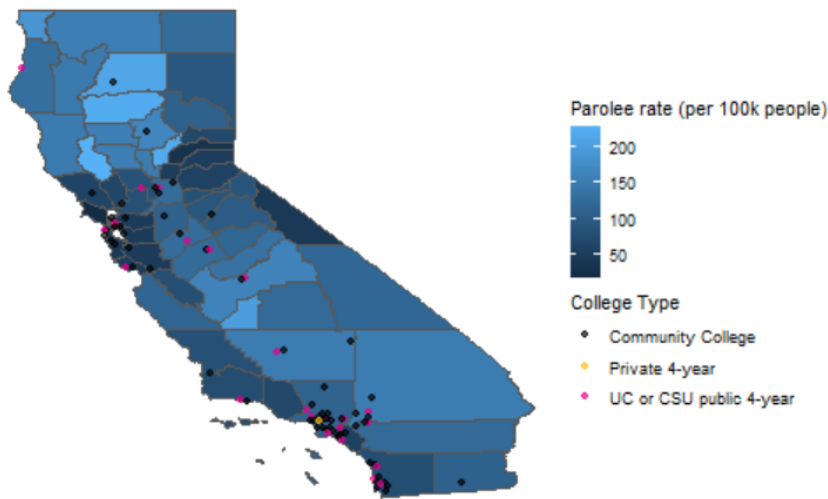 Parolee rate (per 100k people)
200
150
100
50
College Type
Community College
Private 4-year
UC or CSU public 4-year